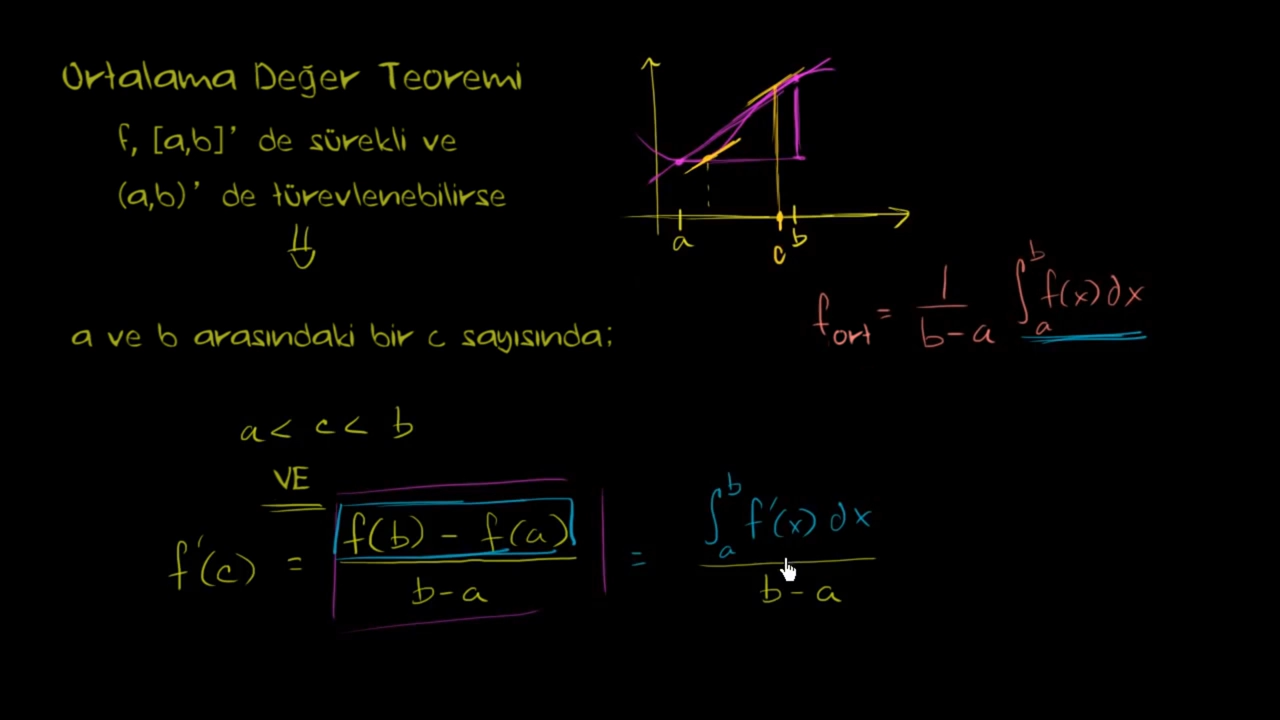 Ortalama Değer Teoremi
f, [a,b]' de sürekli ve
(a,b)' de türevlenebilirse
⇓
a c b
f_ort = 1/(b-a) ∫_a^b f(x) dx
a ve b arasındaki bir c sayısında;
a < c < b
VE
f'(c) = (f(b) - f(a))/(b-a) = (∫_a^b f'(x) dx)/(b-a)